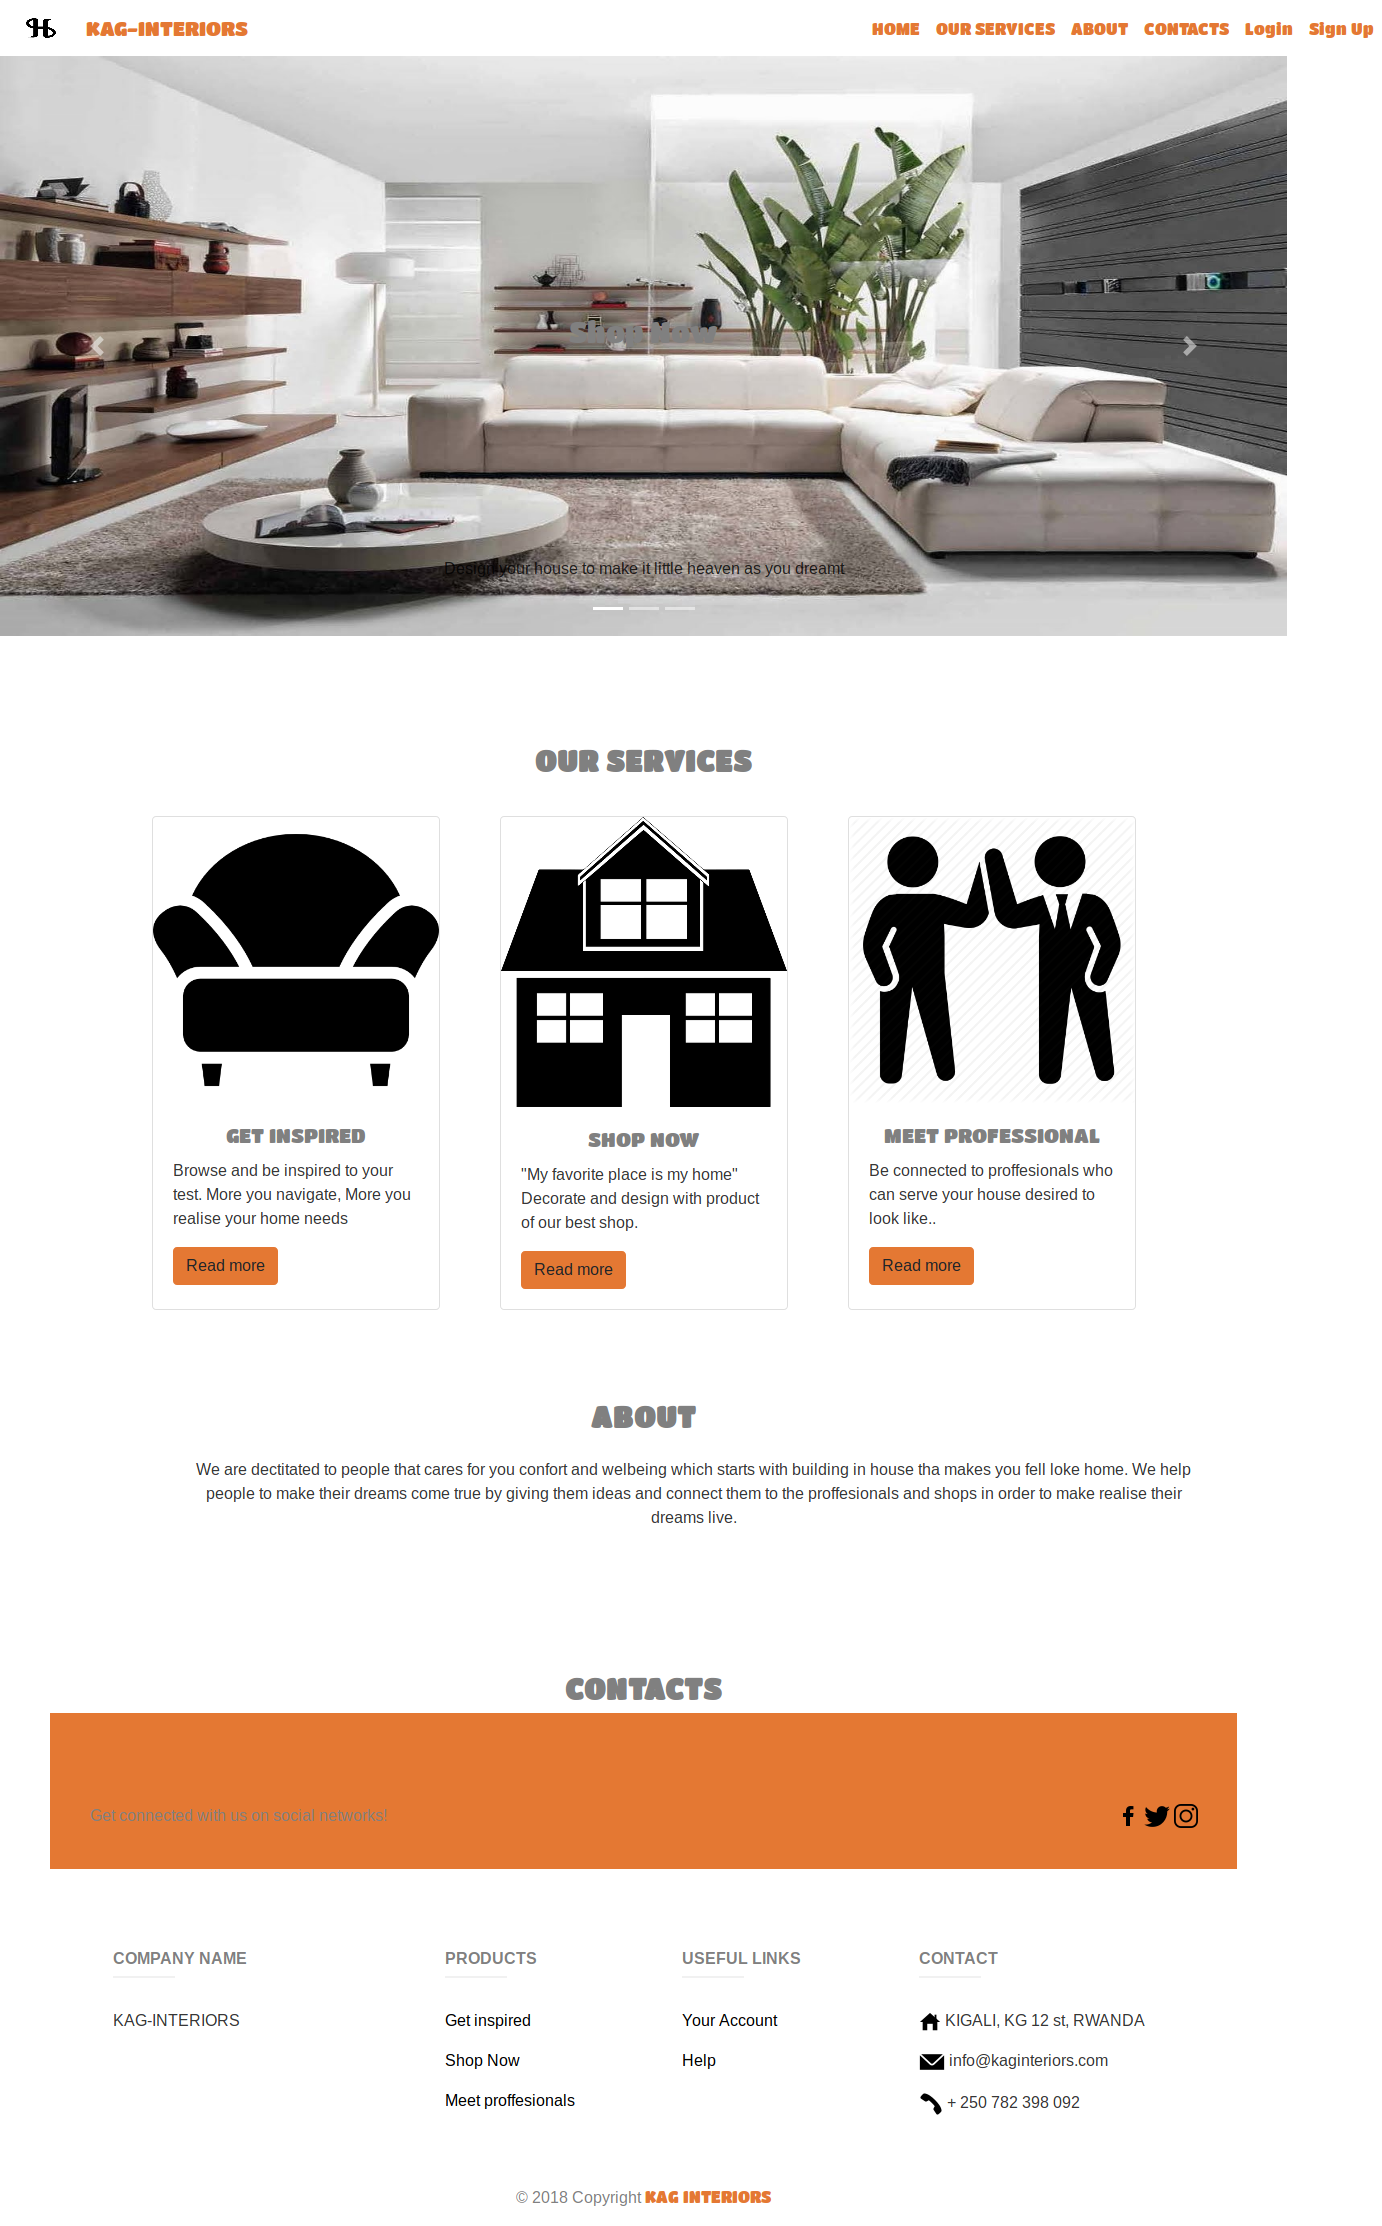 KAG-INTERIORS
HOME OUR SERVICES ABOUT CONTACTS Login Sign Up
Shop Now
Design your house to make it little heaven as you dreamt
OUR SERVICES
GET INSPIRED
Browse and be inspired to your
test. More you navigate, More you
realise your home needs
Read more
SHOP NOW
"My favorite place is my home"
Decorate and design with product
of our best shop.
Read more
MEET PROFESSIONAL
Be connected to proffesionals who
can serve your house desired to
look like..
Read more
ABOUT
We are dectitated to people that cares for you confort and welbeing which starts with building in house tha makes you fell loke home. We help
people to make their dreams come true by giving them ideas and connect them to the proffesionals and shops in order to make realise their
dreams live.
CONTACTS
Get connected with us on social networks!
COMPANY NAME
KAG-INTERIORS
PRODUCTS
Get inspired
Shop Now
Meet proffesionals
USEFUL LINKS
Your Account
Help
CONTACT
KIGALI, KG 12 st, RWANDA
info@kaginteriors.com
+ 250 782 398 092
© 2018 Copyright KAG INTERIORS